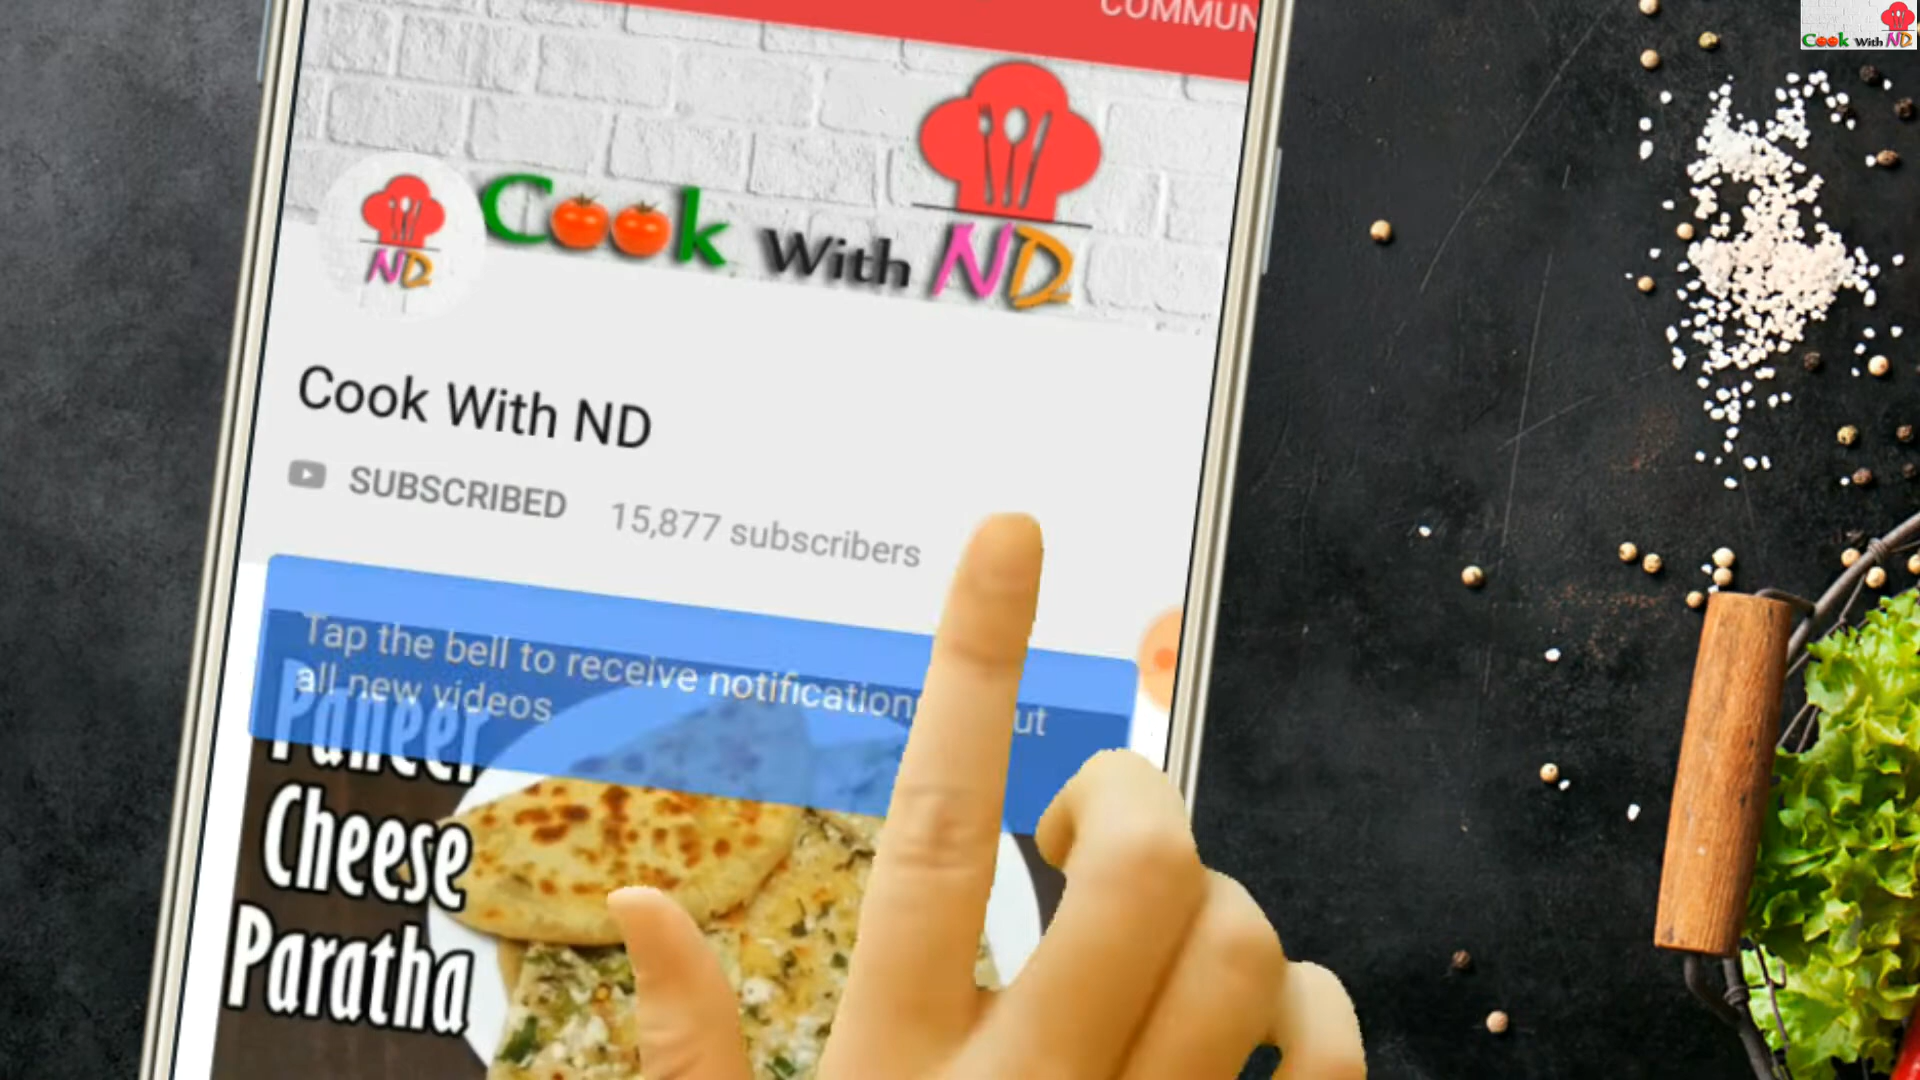 COMMUN
Cook With ND
Cook With ND
ND
Cook With ND
SUBSCRIBED 15,877 subscribers
Tap the bell to receive notification ut
all new videos
Paneer
Cheese
Paratha